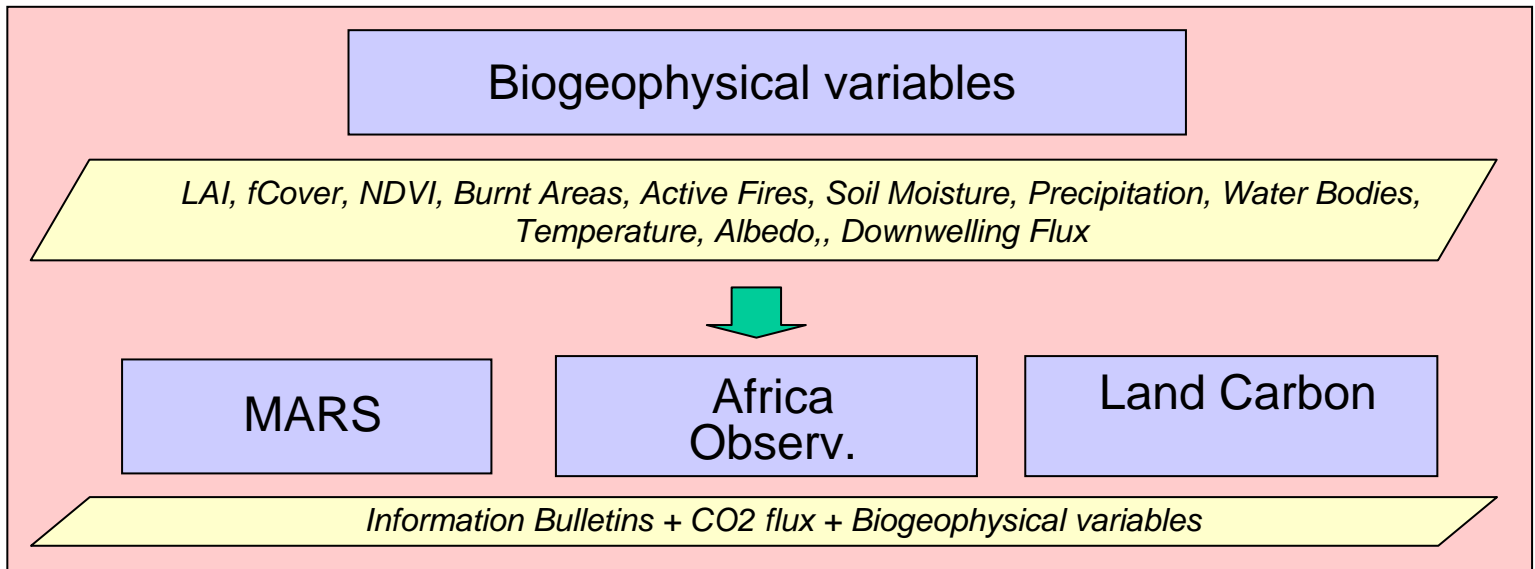 Biogeophysical variables
LAI, fCover, NDVI, Burnt Areas, Active Fires, Soil Moisture, Precipitation, Water Bodies,
Temperature, Albedo,, Downwelling Flux
MARS
Africa
Observ.
Land Carbon
Information Bulletins + CO2 flux + Biogeophysical variables